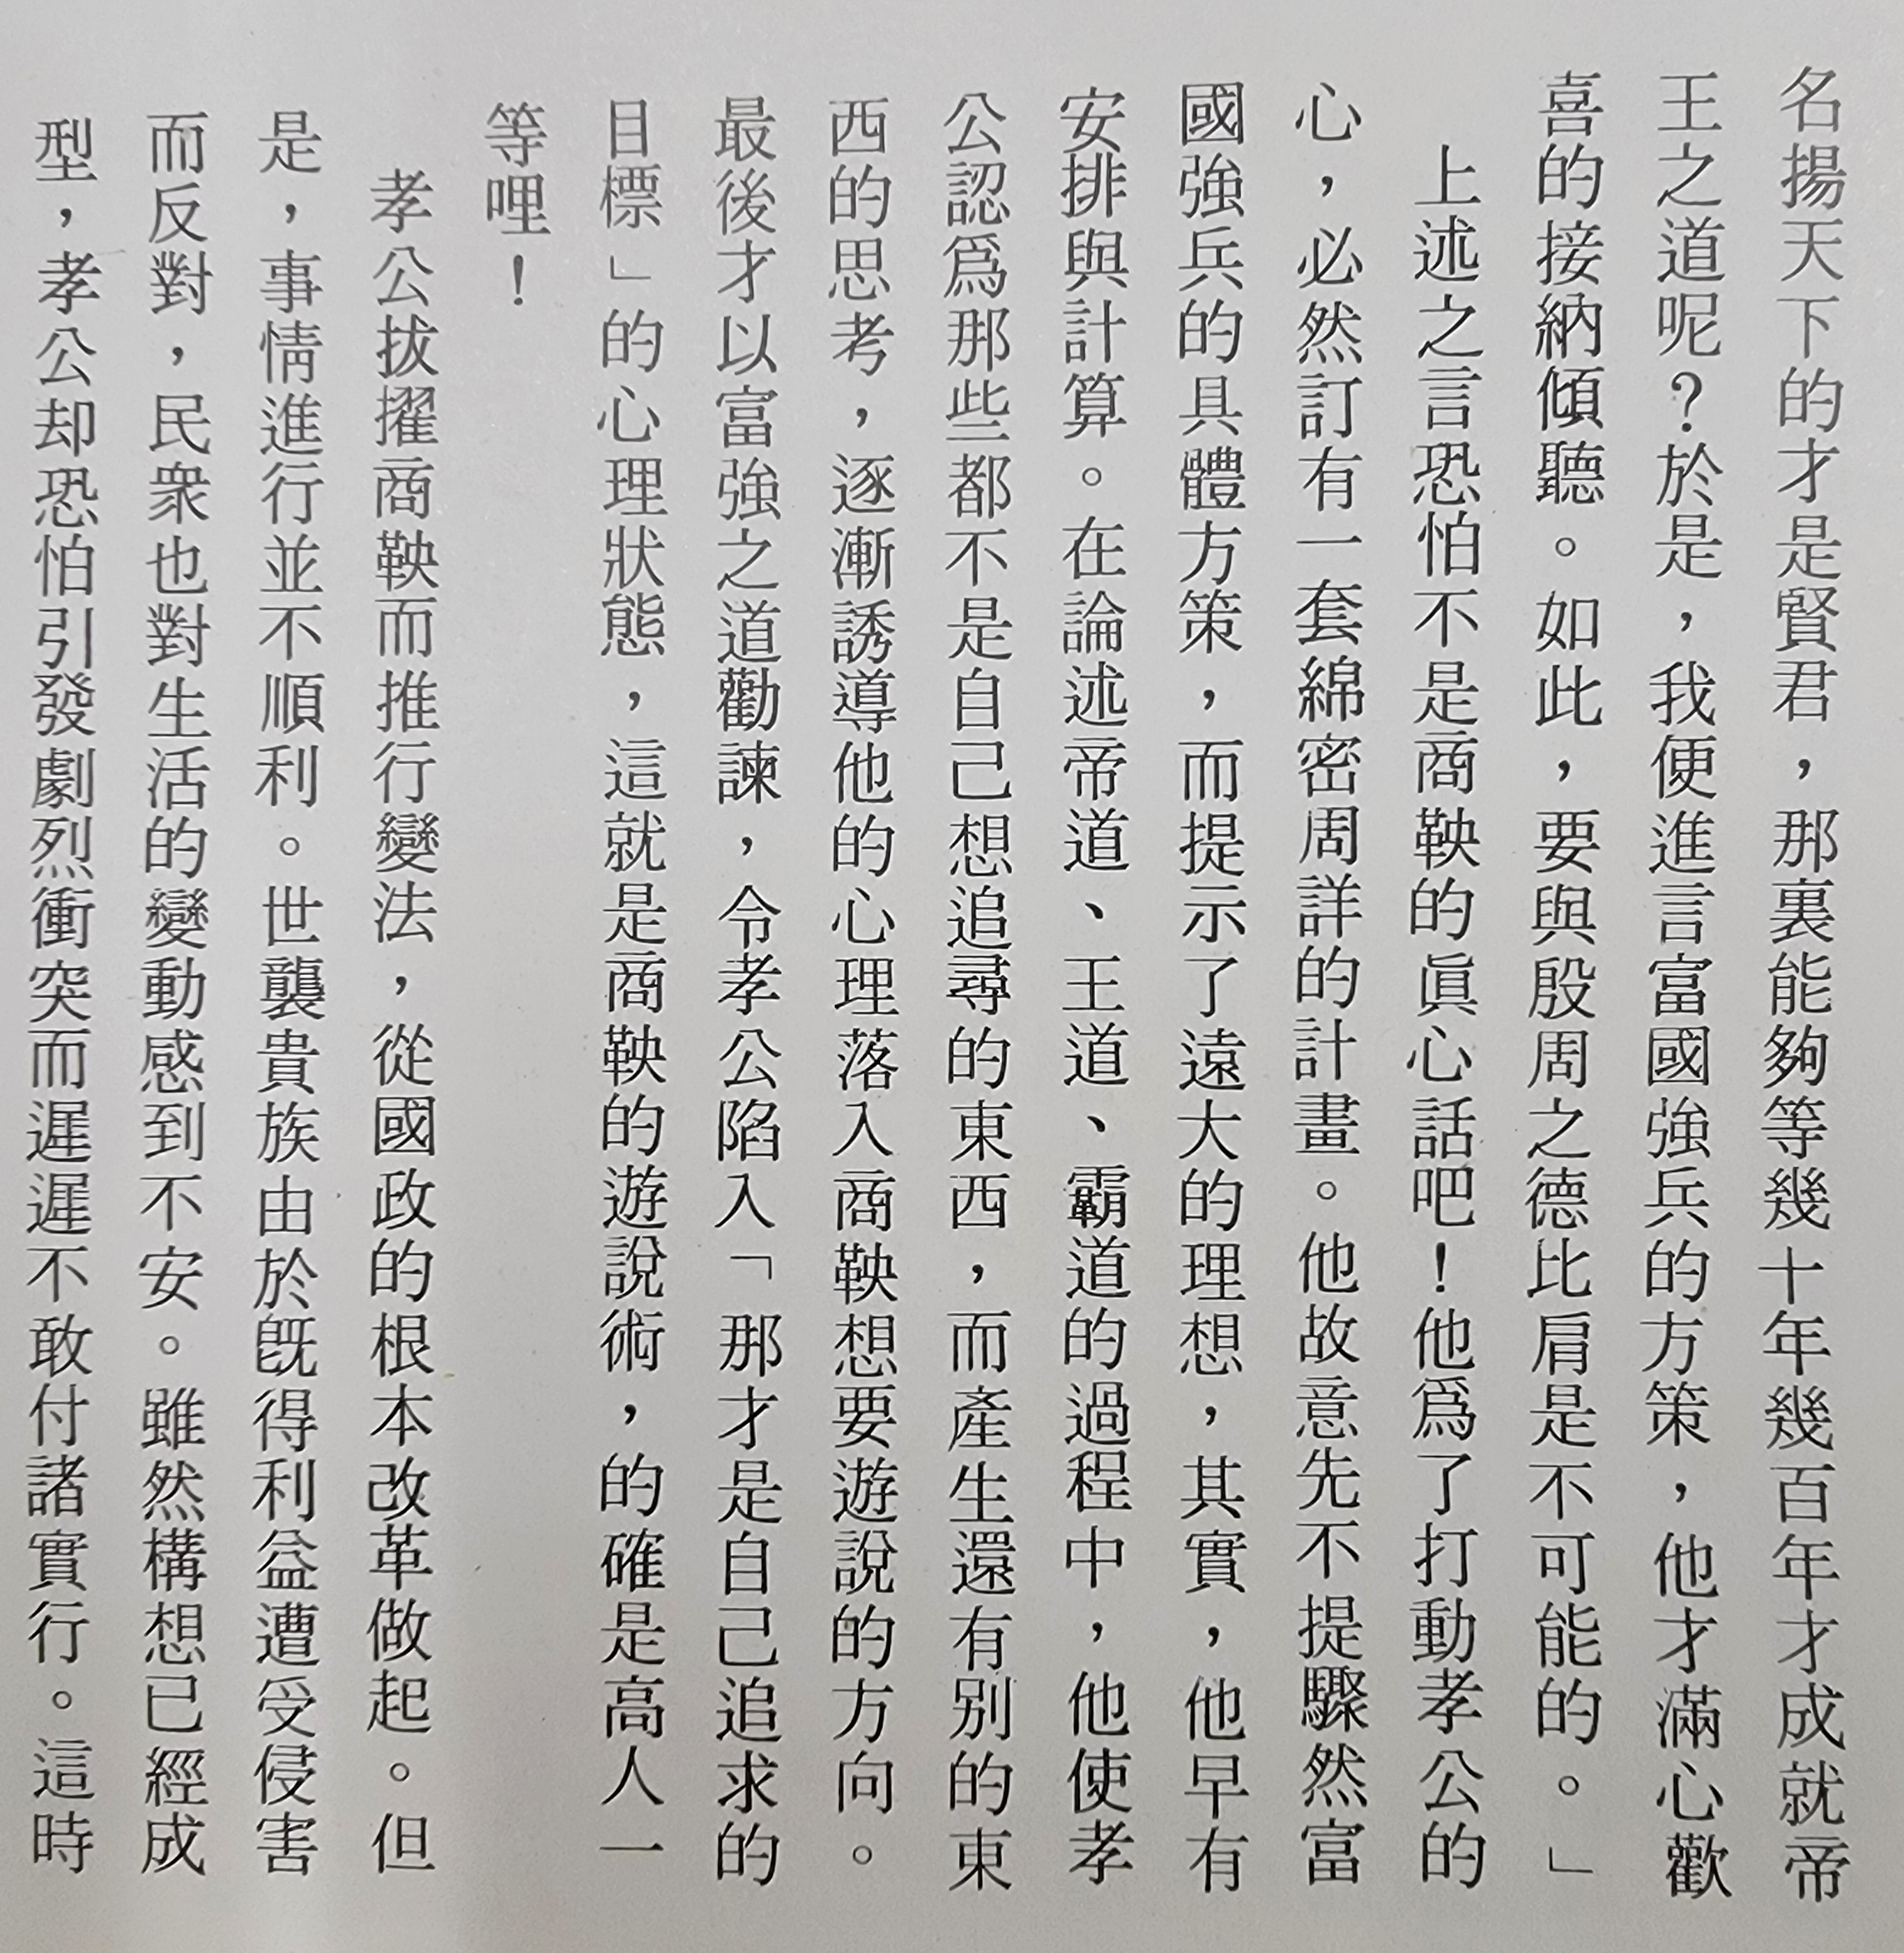 名揚天下的才是賢君，那裏能夠等幾十年幾百年才成就帝
王之道呢？於是，我便進言富國強兵的方策，他才滿心歡
喜的接納傾聽。如此，要與殷周之德比肩是不可能的。」
上述之言恐怕不是商鞅的眞心話吧！他爲了打動孝公的
心，必然訂有一套綿密周詳的計畫。他故意先不提驟然富
國強兵的具體方策，而提示了遠大的理想，其實，他早有
安排與計算。在論述帝道、王道、霸道的過程中，他使孝
公認爲那些都不是自己想追尋的東西，而產生還有別的東
西的思考，逐漸誘導他的心理落入商鞅想要遊說的方向。
最後才以富強之道勸諫，令孝公陷入「那才是自己追求的
目標」的心理狀態，這就是商鞅的遊說術，的確是高人一
等哩！
孝公拔擢商鞅而推行變法，從國政的根本改革做起。但
是，事情進行並不順利。世襲貴族由於旣得利益遭受侵害
而反對，民衆也對生活的變動感到不安。雖然構想已經成
型，孝公却恐怕引發劇烈衝突而遲遲不敢付諸實行。這時